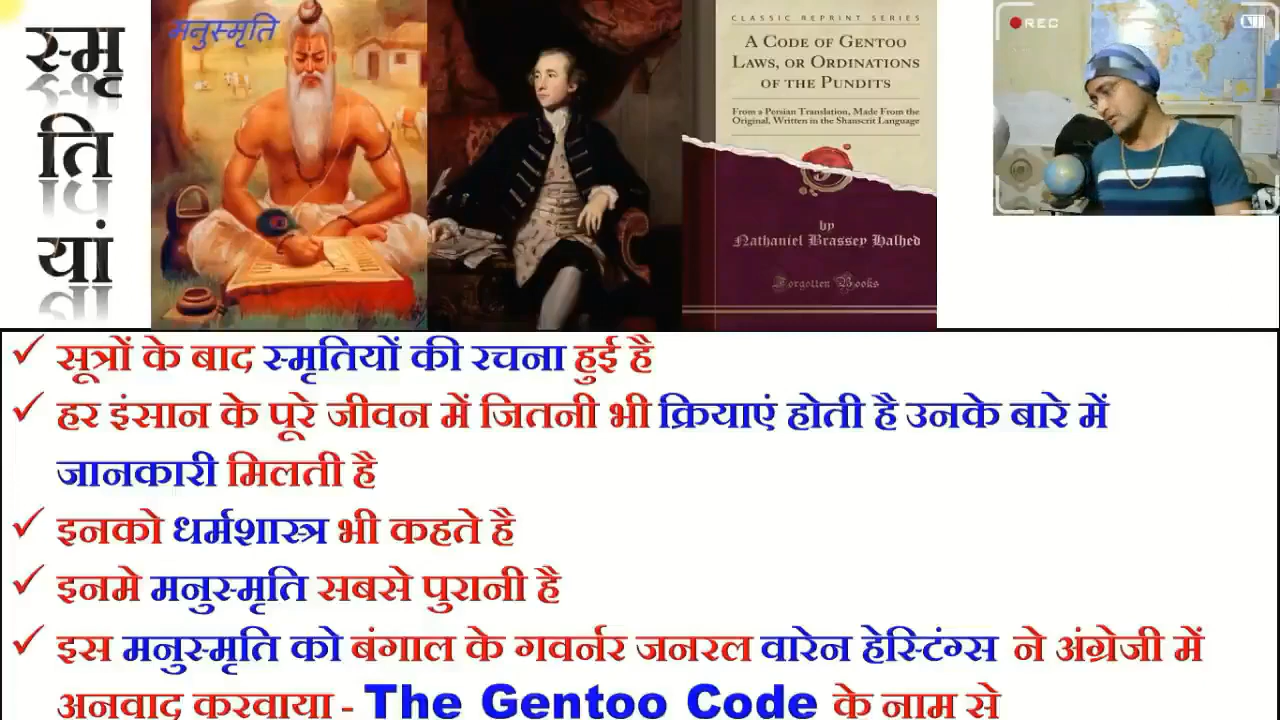 स्मृतियां
मनुस्मृति
CLASSIC REPRINT SERIES
A CODE OF GENTOO
LAWS, OR ORDINATIONS
OF THE PUNDITS
From a Persian Translation, Made From the
Original, Written in the Shanscrit Language
by
Nathaniel Brassey Halhed
Forgotten Books
REC
✓ सूत्रों के बाद स्मृतियों की रचना हुई है
✓ हर इंसान के पूरे जीवन में जितनी भी क्रियाएं होती है उनके बारे में
जानकारी मिलती है
✓ इनको धर्मशास्त्र भी कहते है
✓ इनमे मनुस्मृति सबसे पुरानी है
✓ इस मनुस्मृति को बंगाल के गवर्नर जनरल वारेन हेस्टिंग्स ने अंग्रेजी में
अनुवाद करवाया - The Gentoo Code के नाम से